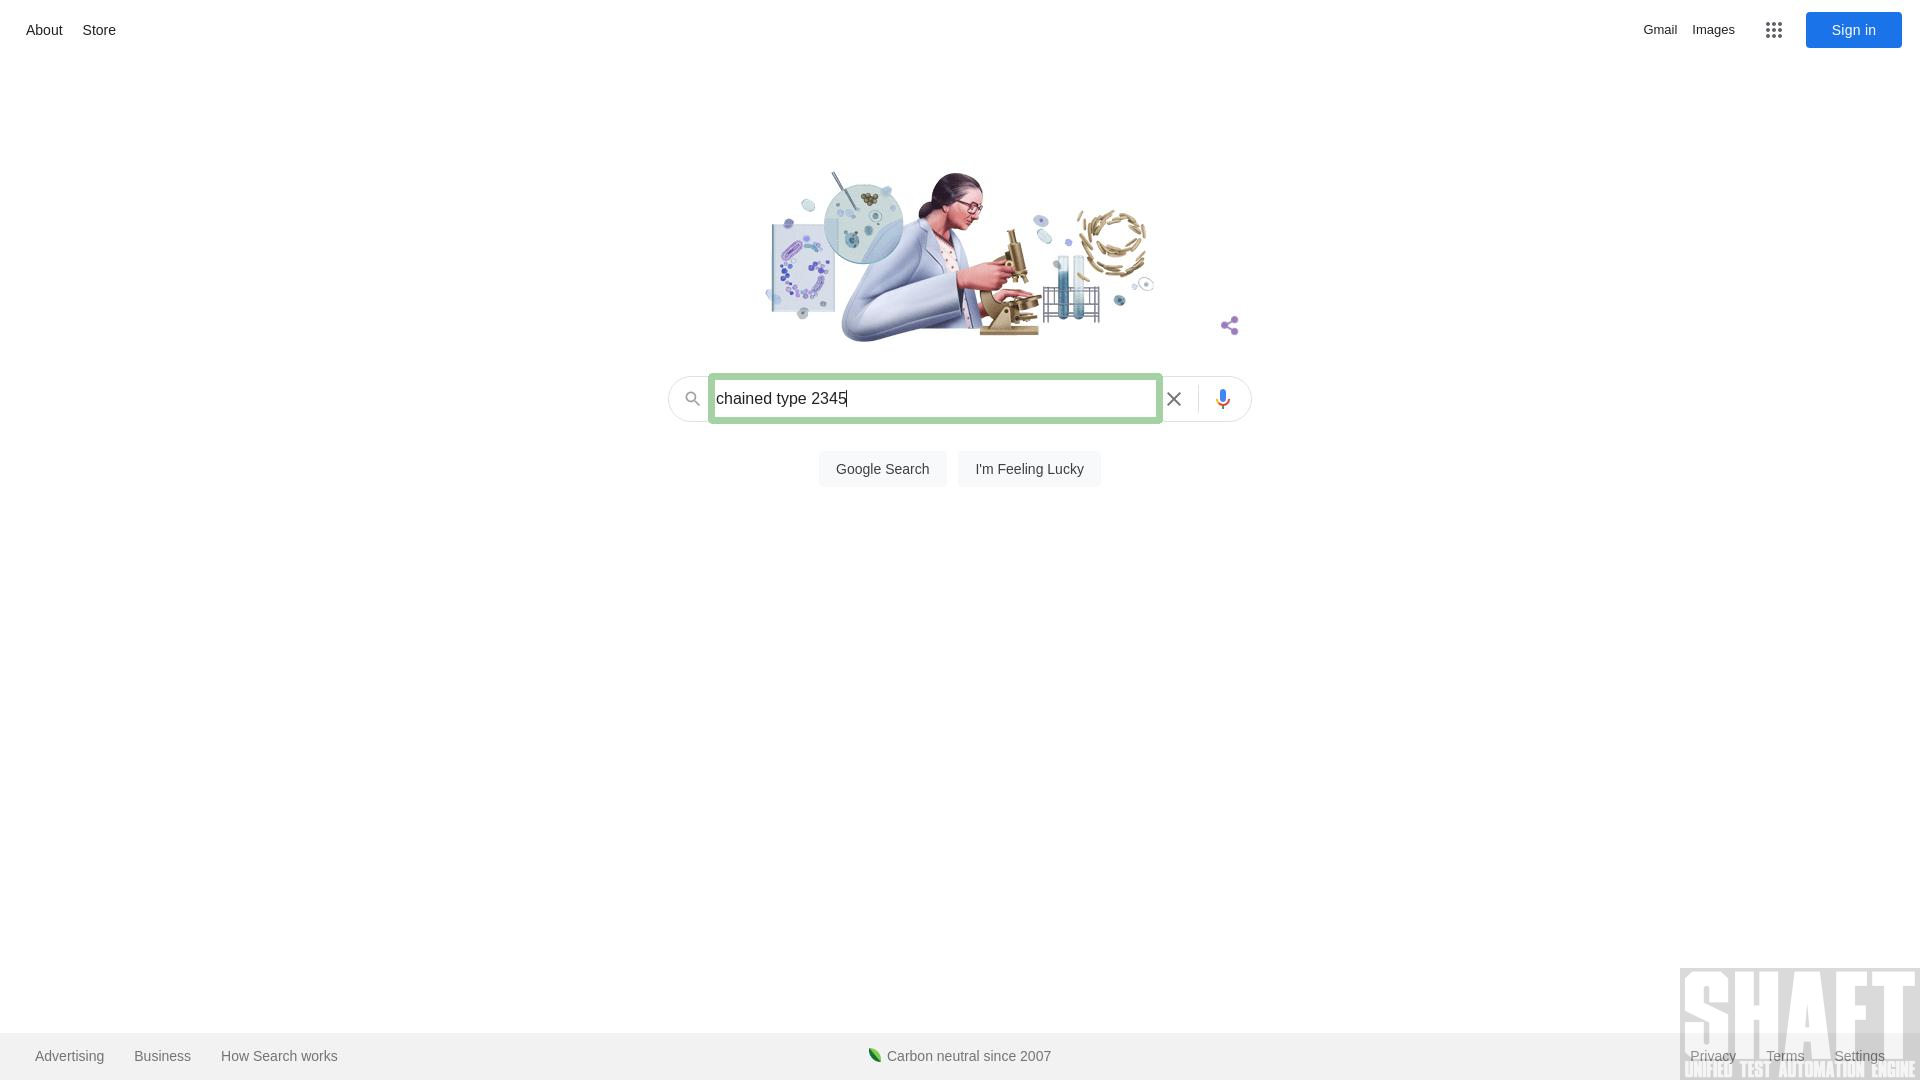 About Store
Gmail Images Sign in
chained type 2345
Google Search I'm Feeling Lucky
SHAFT
Advertising Business How Search works Carbon neutral since 2007 Privacy Terms Settings
UNIFIED TEST AUTOMATION ENGINE